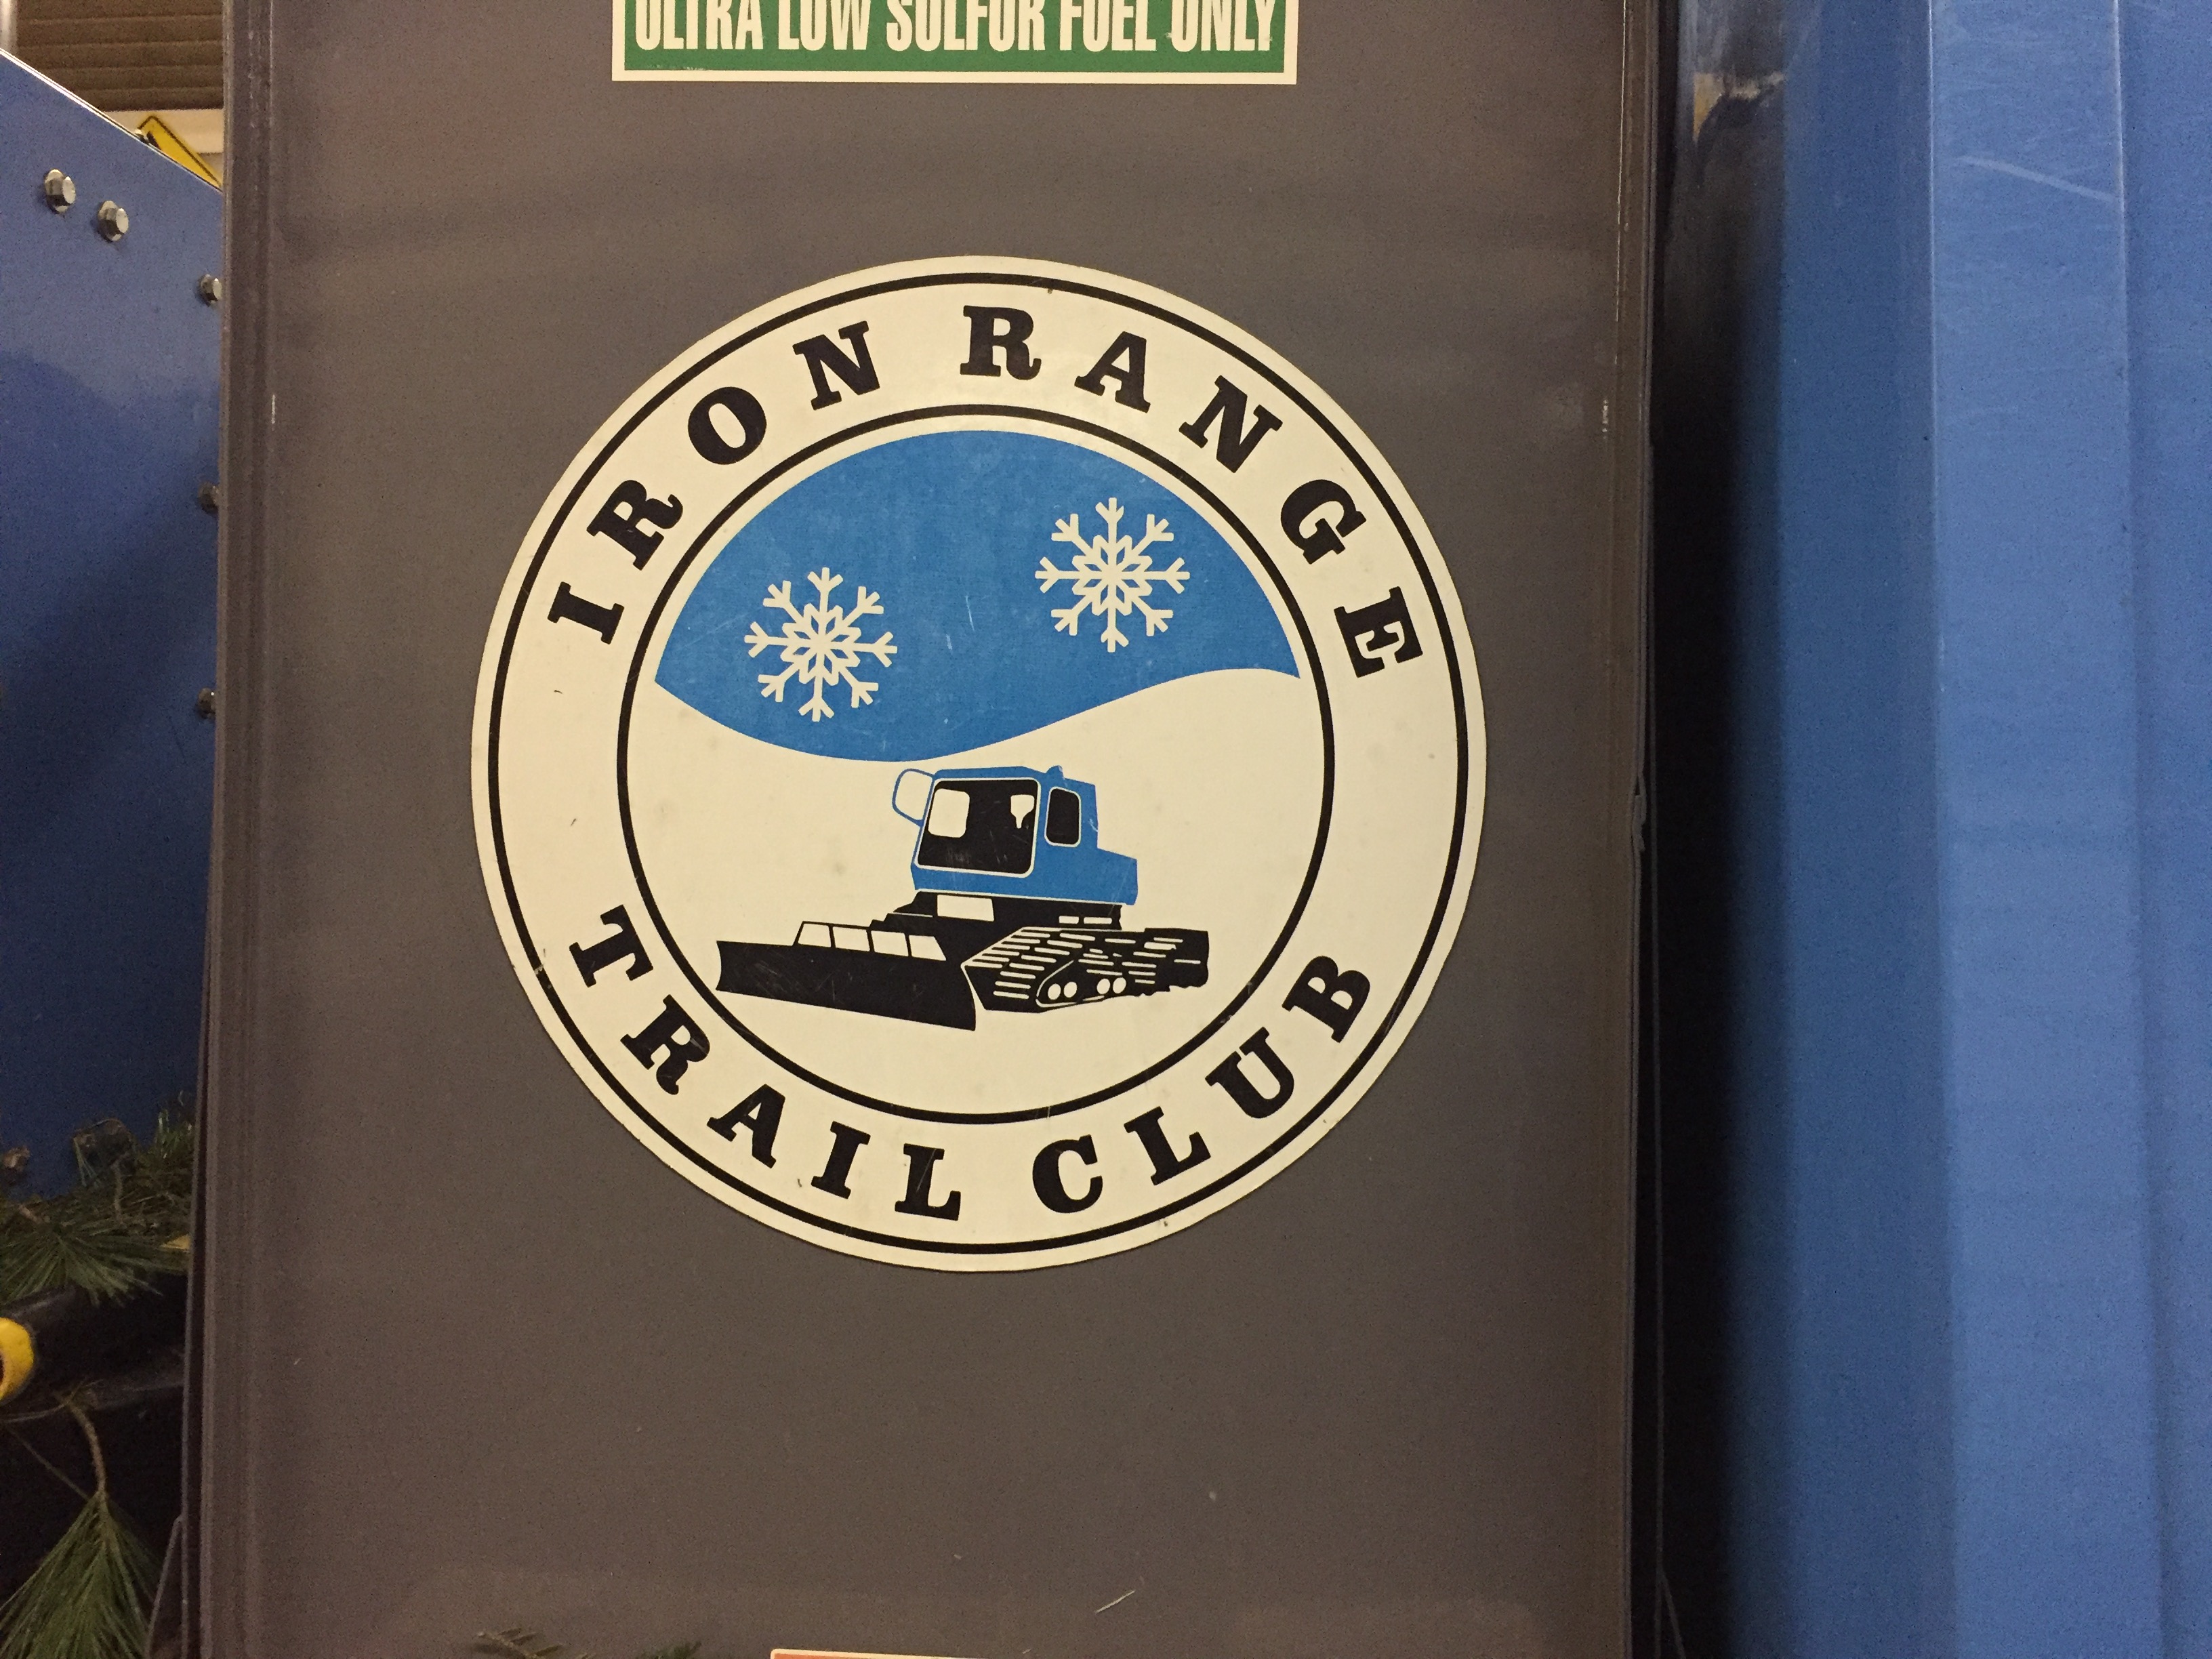 ULTRA LOW SULFUR FUEL ONLY
IRON RANGE
TRAIL CLUB